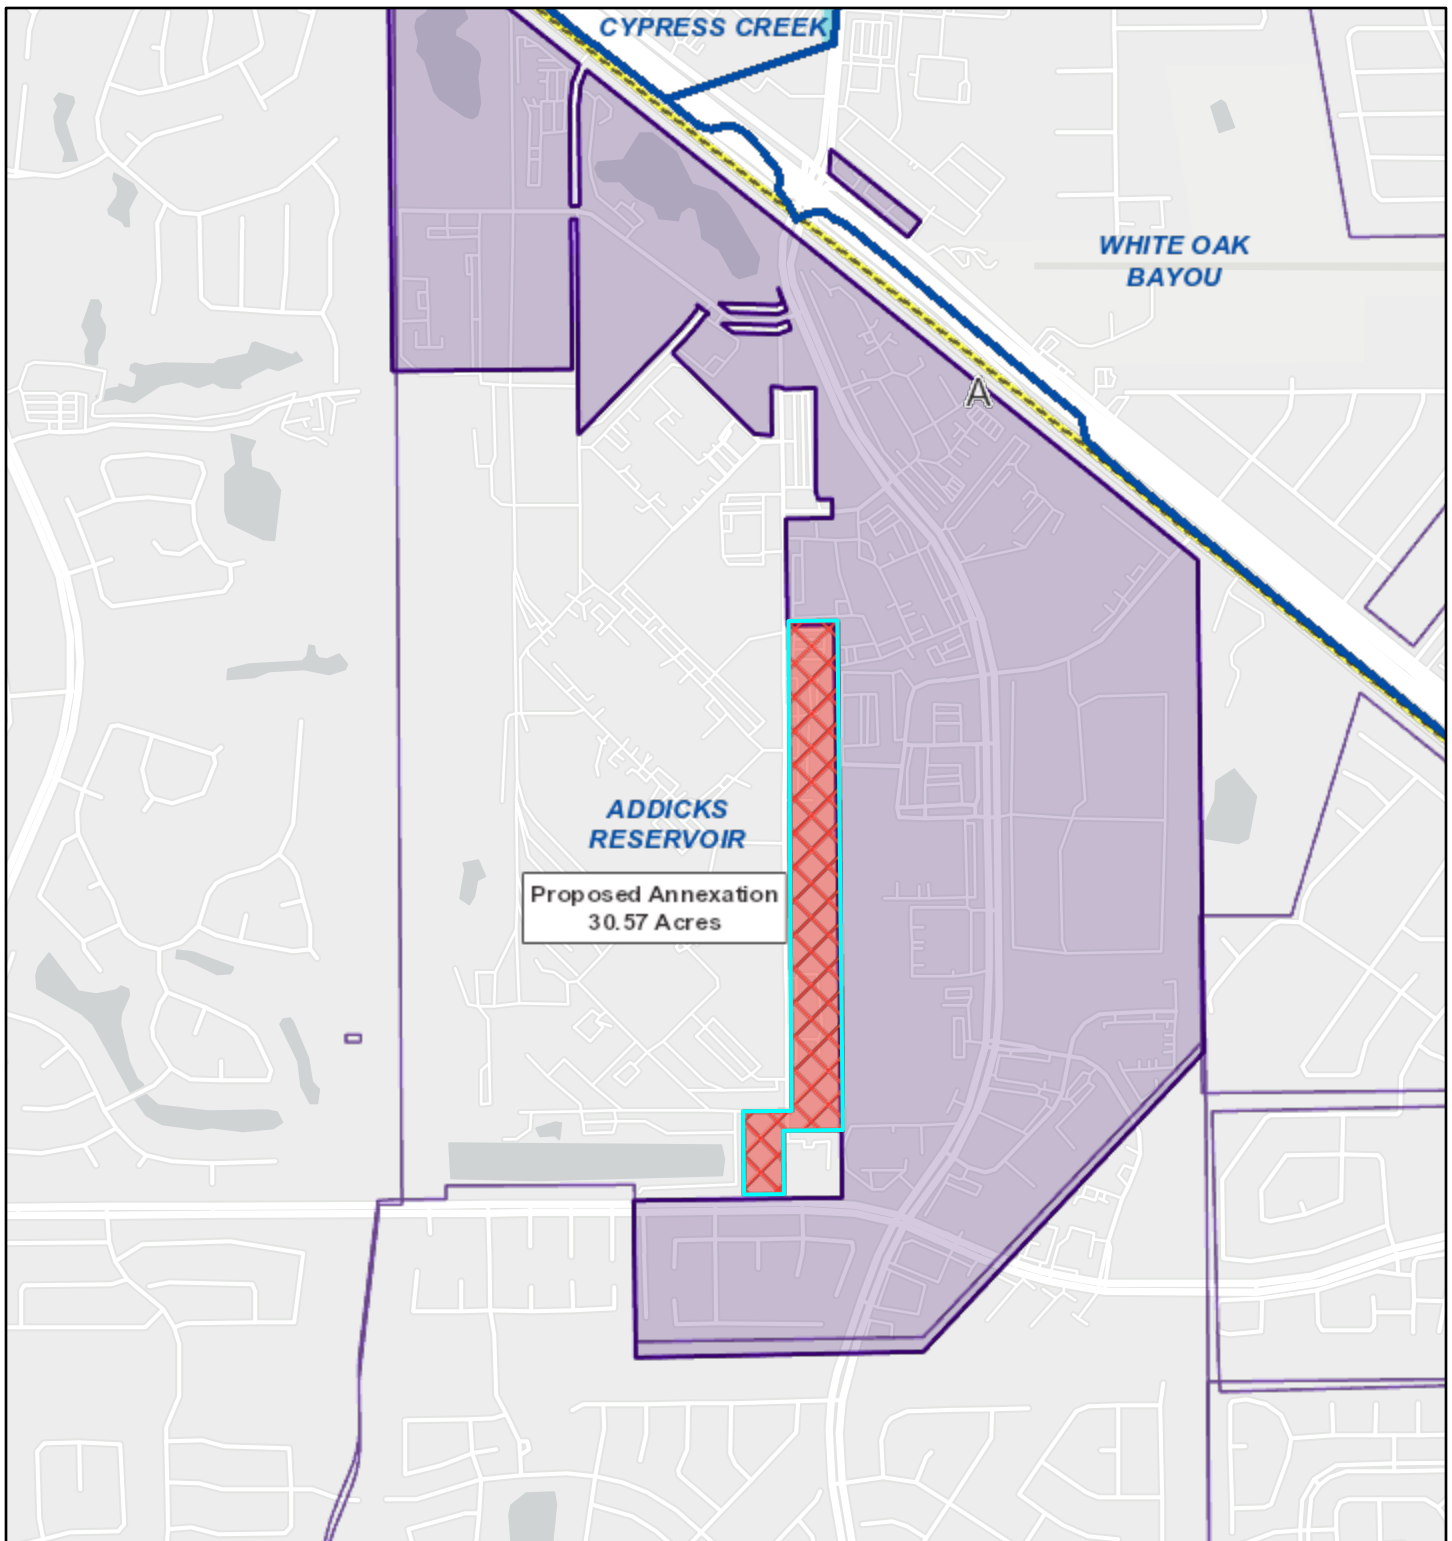 CYPRESS CREEK
WHITE OAK
BAYOU
A
ADDICKS
RESERVOIR
Proposed Annexation
30.57 Acres